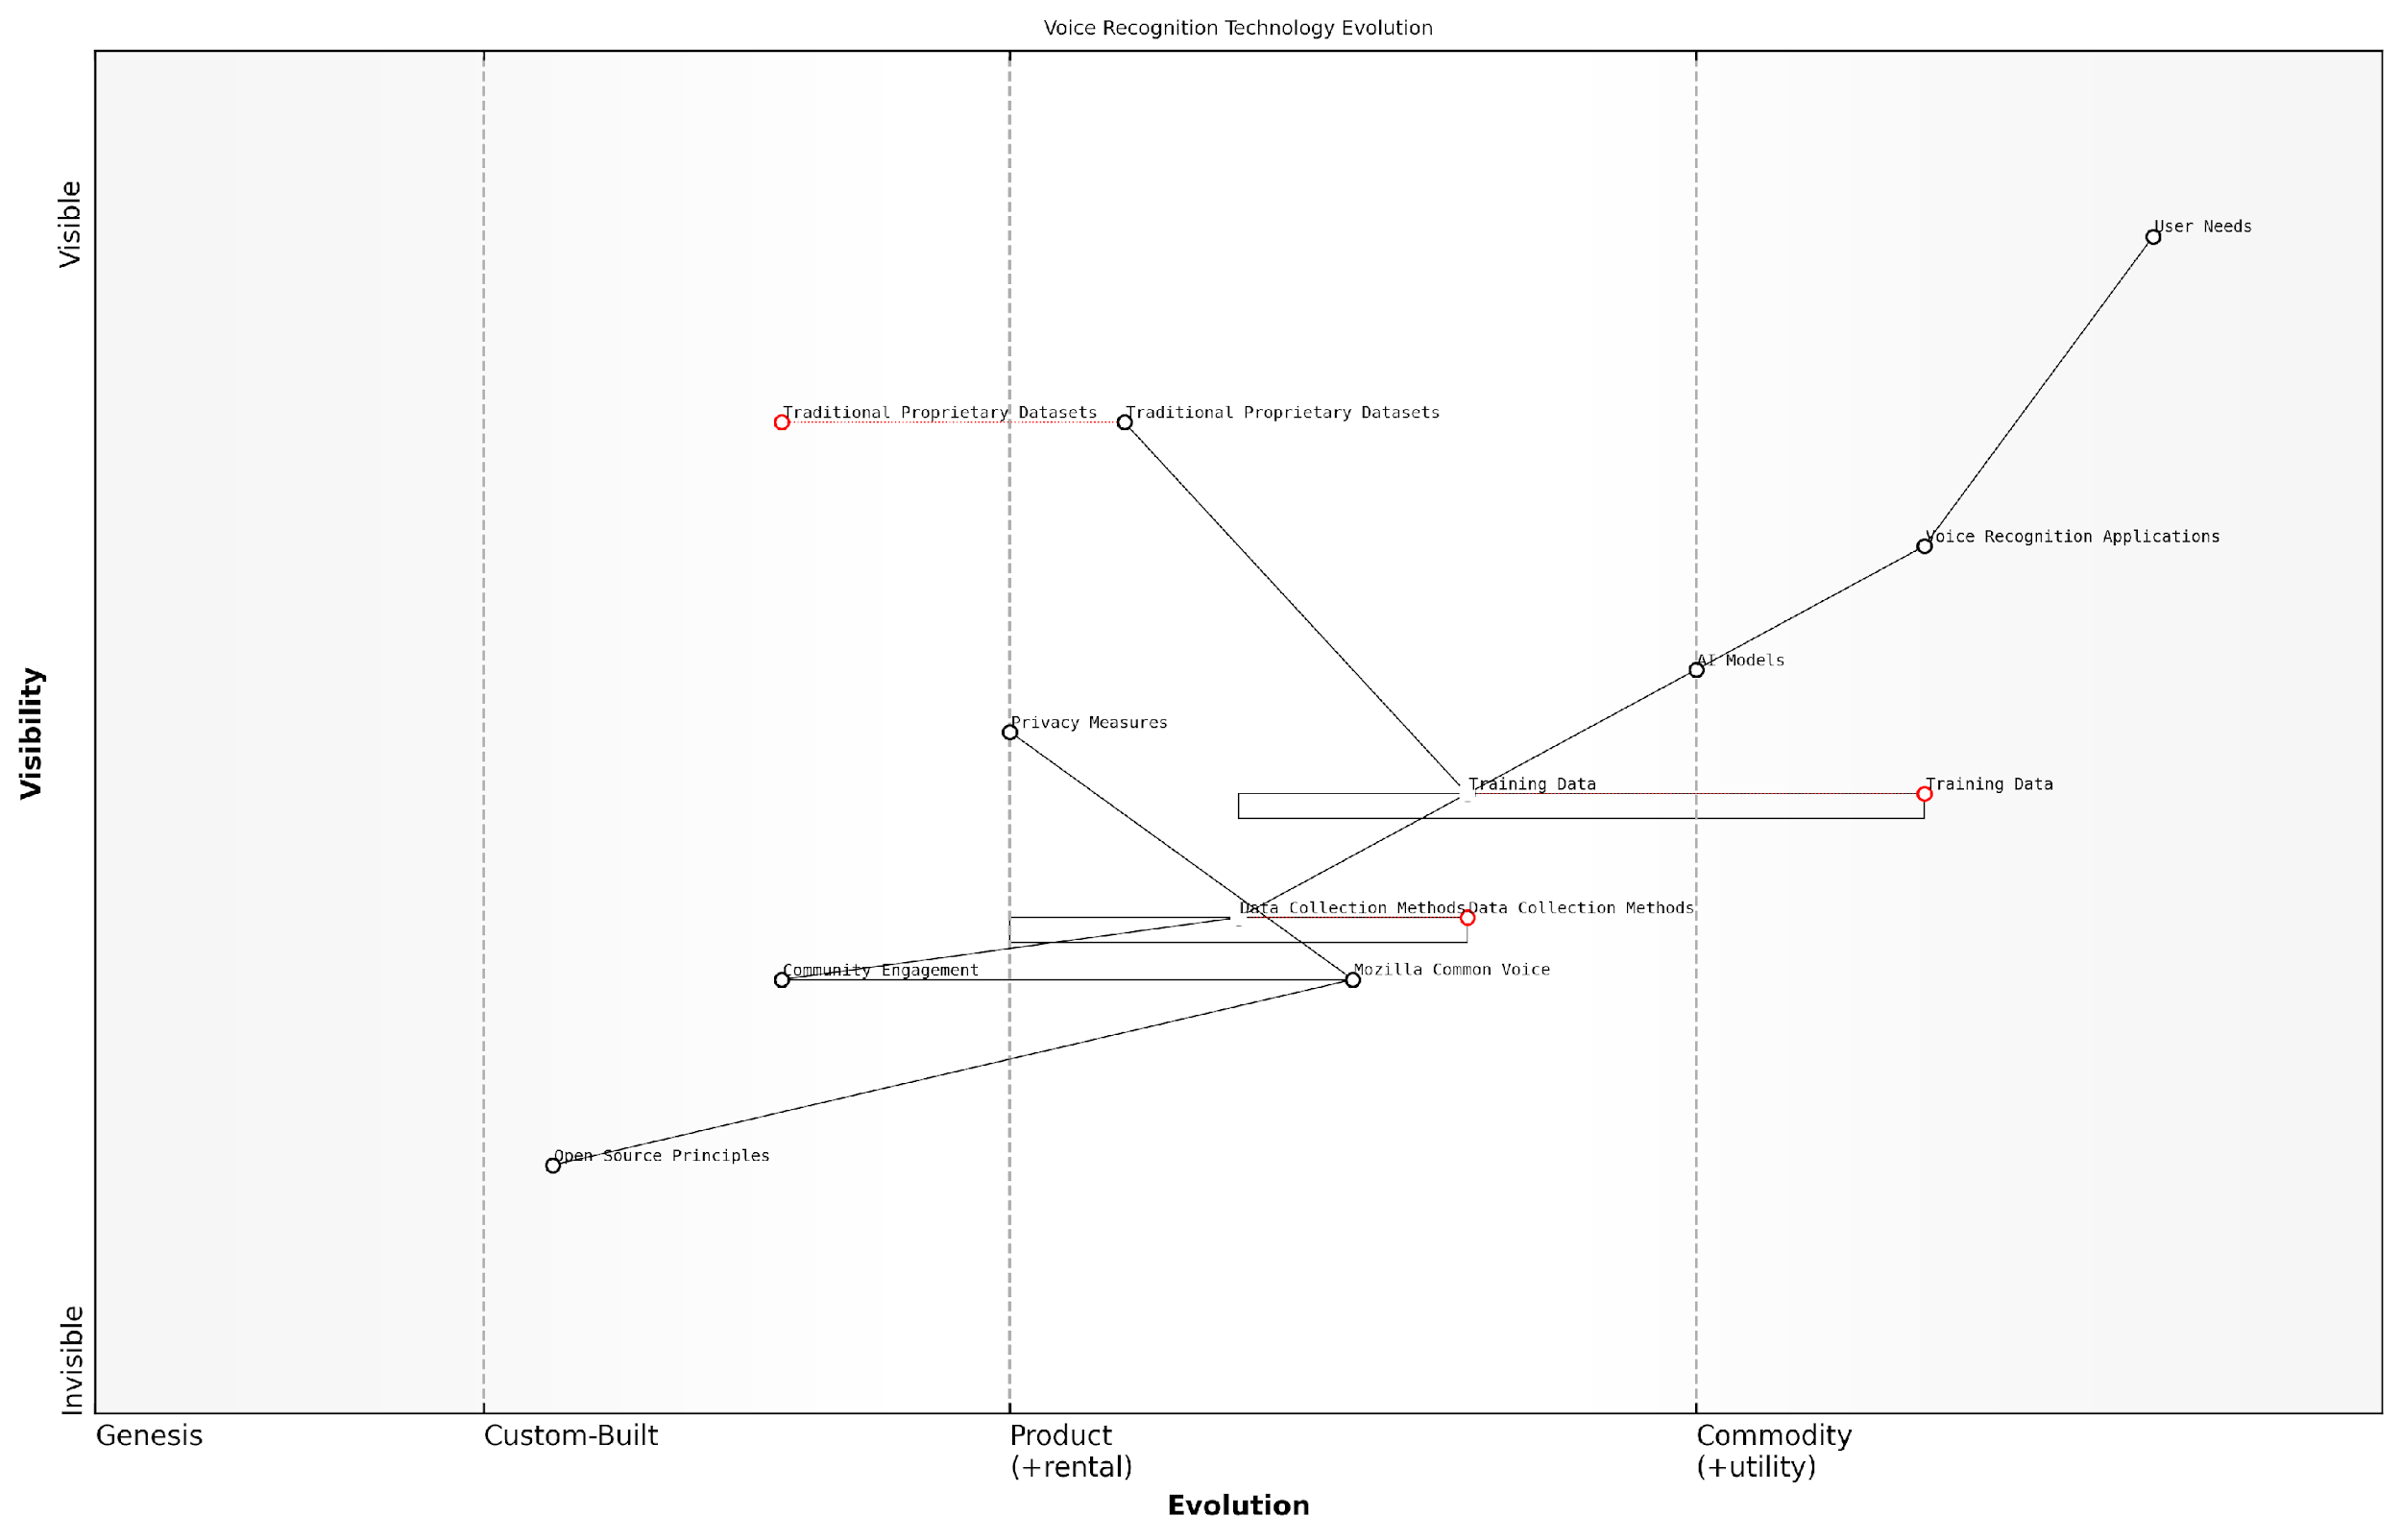 Voice Recognition Technology Evolution
Visible
User Needs
Traditional Proprietary Datasets
Traditional Proprietary Datasets
Voice Recognition Applications
AI Models
Privacy Measures
Visibility
Training Data
Training Data
Data Collection Methods
Data Collection Methods
Community Engagement
Mozilla Common Voice
Open Source Principles
Invisible
Genesis
Custom-Built
Product
(+rental)
Commodity
(+utility)
Evolution